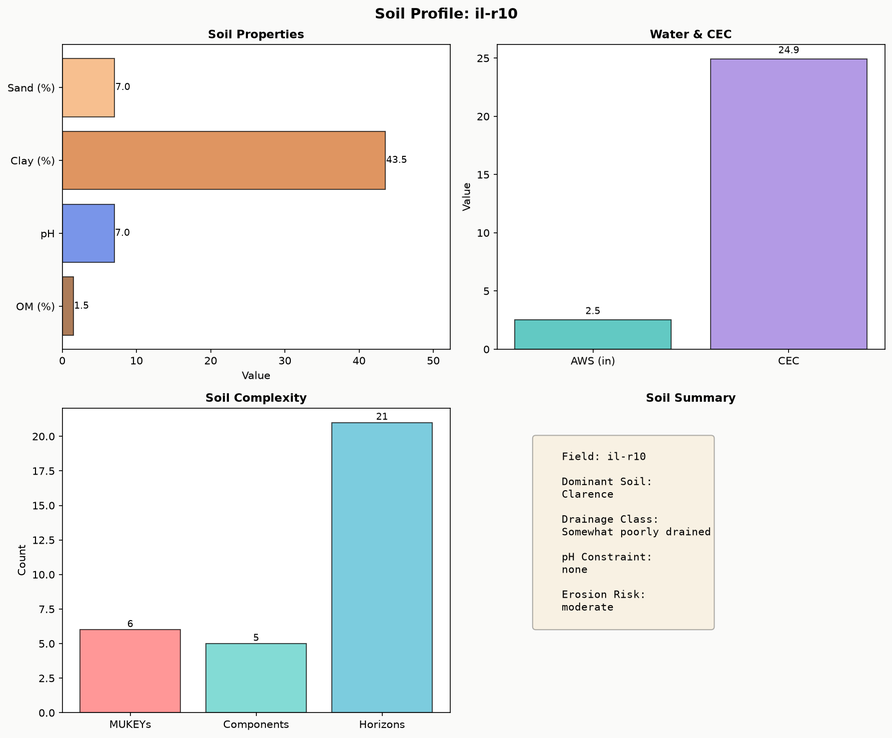 Soil Profile: il-r10
Soil Properties
Sand (%)
7.0
Clay (%)
43.5
pH
7.0
OM (%)
1.5
0 10 20 30 40 50
Value
Water & CEC
Value
25
20
15
10
5
0
2.5
24.9
AWS (in) CEC
Soil Complexity
Count
20.0
17.5
15.0
12.5
10.0
7.5
5.0
2.5
0.0
6
5
21
MUKEYs Components Horizons
Soil Summary
Field: il-r10
Dominant Soil:
Clarence
Drainage Class:
Somewhat poorly drained
pH Constraint:
none
Erosion Risk:
moderate